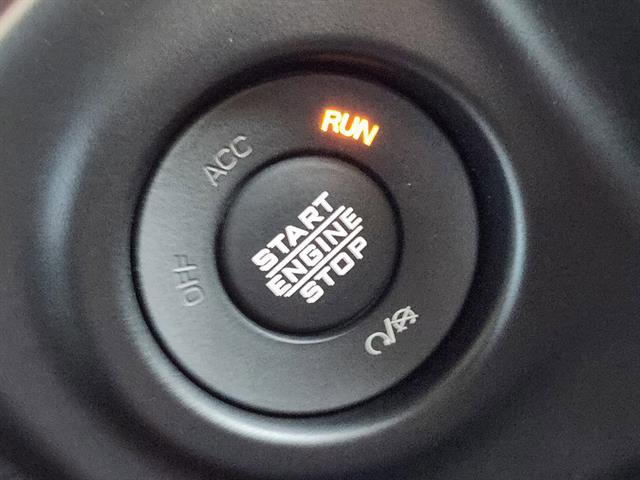 RUN
ACC
OFF
START
ENGINE
STOP